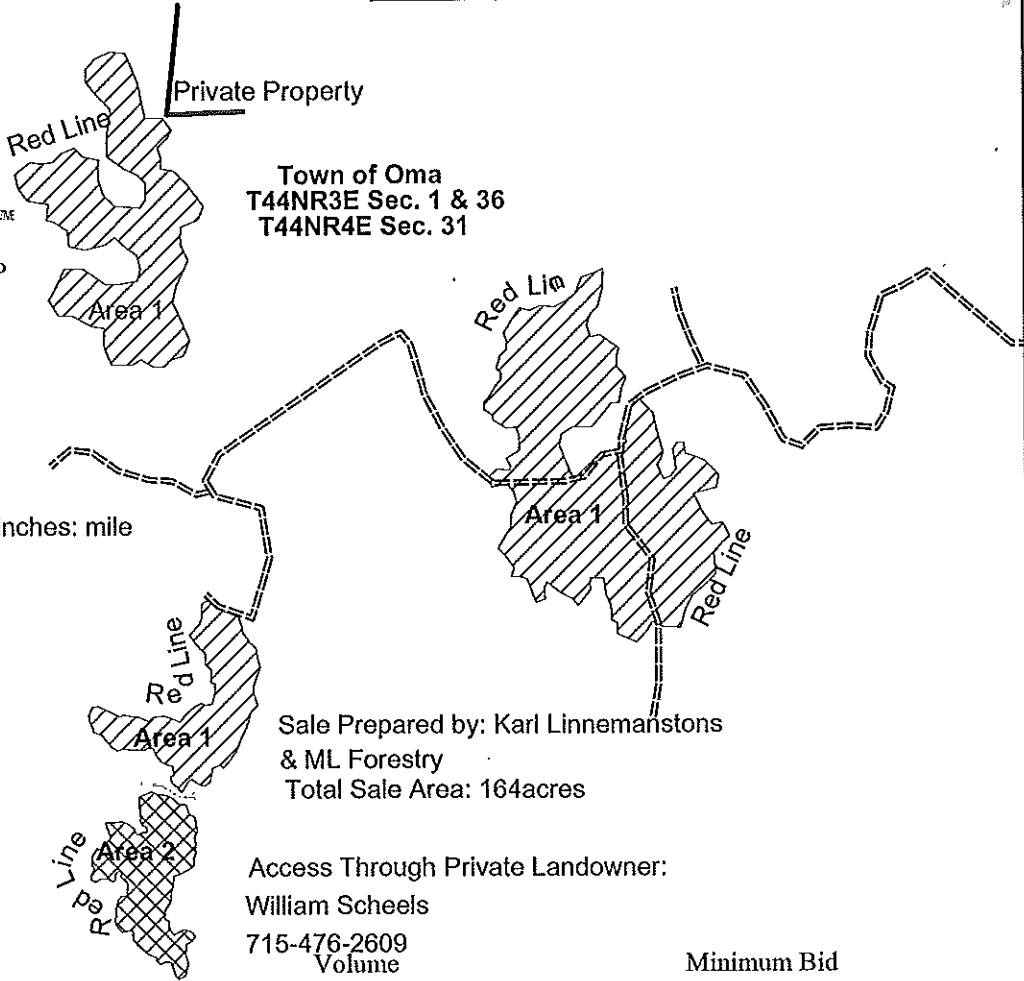 Private Property
Red Line
Town of Oma
T44NR3E Sec. 1 & 36
T44NR4E Sec. 31
Area 1
Red Lin
inches: mile
Area 1
Red Line
Red Line
Area 1
Sale Prepared by: Karl Linnemanstons
& ML Forestry
Total Sale Area: 164acres
Area 2
Red Line
Access Through Private Landowner:
William Scheels
715-476-2609
Volume Minimum Bid